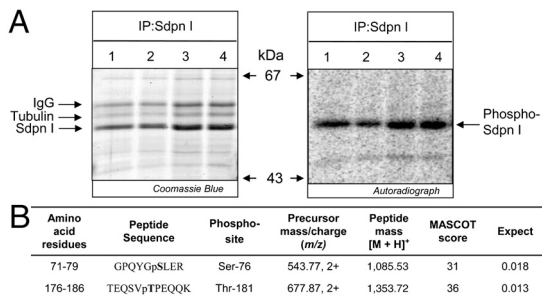 A
IP:Sdpn I
1 2 3 4
IgG
Tubulin
Sdpn I
Coomassie Blue
kDa
67
43
IP:Sdpn I
1 2 3 4
Phospho-
Sdpn I
Autoradiograph
B
Amino acid residues Peptide Sequence Phospho-site Precursor mass/charge (m/z) Peptide mass [M + H]+ MASCOT score Expect
71-79 GPQYGpSLER Ser-76 543.77, 2+ 1,085.53 31 0.018
176-186 TEQSVpTPEQQK Thr-181 677.87, 2+ 1,353.72 36 0.013